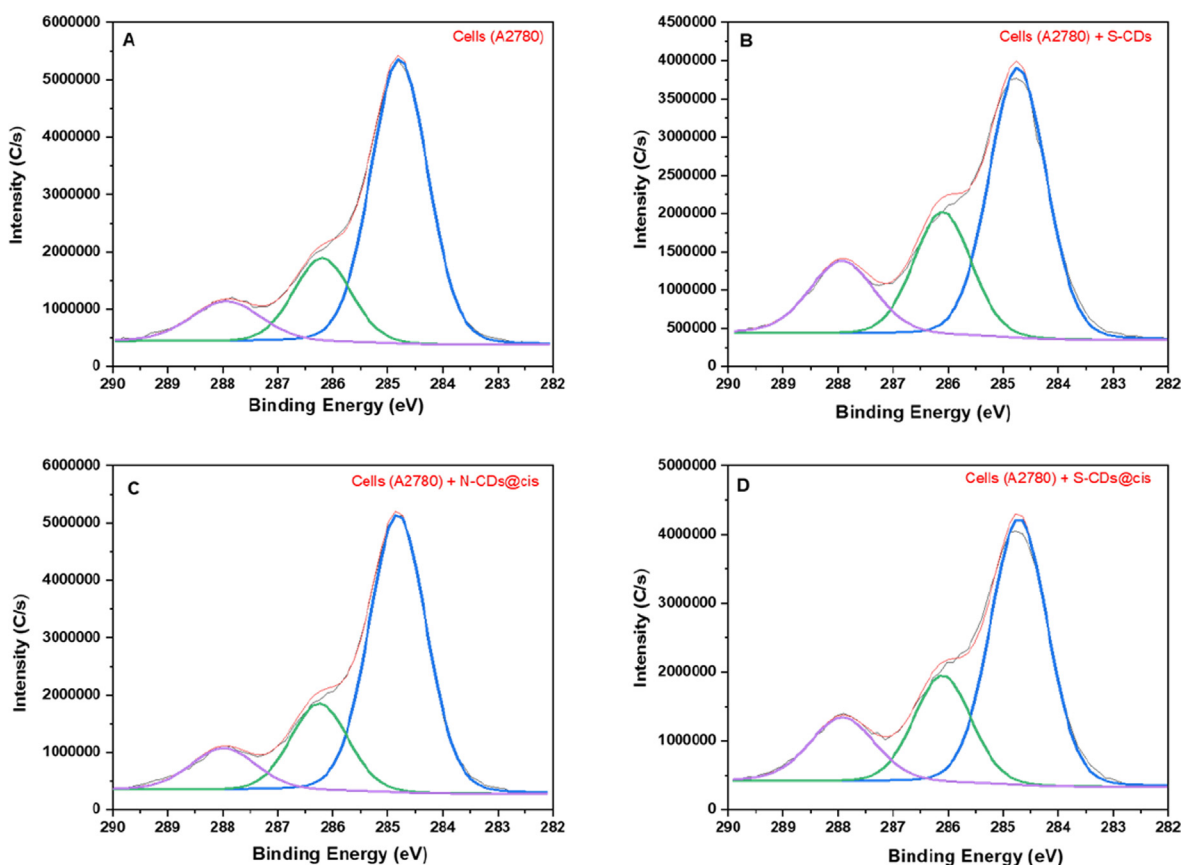 A
Cells (A2780)
Intensity (C/s)
6000000
5000000
4000000
3000000
2000000
1000000
0
290 289 288 287 286 285 284 283 282
Binding Energy (eV)
B
Cells (A2780) + S-CDs
Intensity (C/s)
4500000
4000000
3500000
3000000
2500000
2000000
1500000
1000000
500000
0
290 289 288 287 286 285 284 283 282
Binding Energy (eV)
C
Cells (A2780) + N-CDs@cis
Intensity (C/s)
6000000
5000000
4000000
3000000
2000000
1000000
0
290 289 288 287 286 285 284 283 282
Binding Energy (eV)
D
Cells (A2780) + S-CDs@cis
Intensity (C/s)
5000000
4000000
3000000
2000000
1000000
0
290 289 288 287 286 285 284 283 282
Binding Energy (eV)